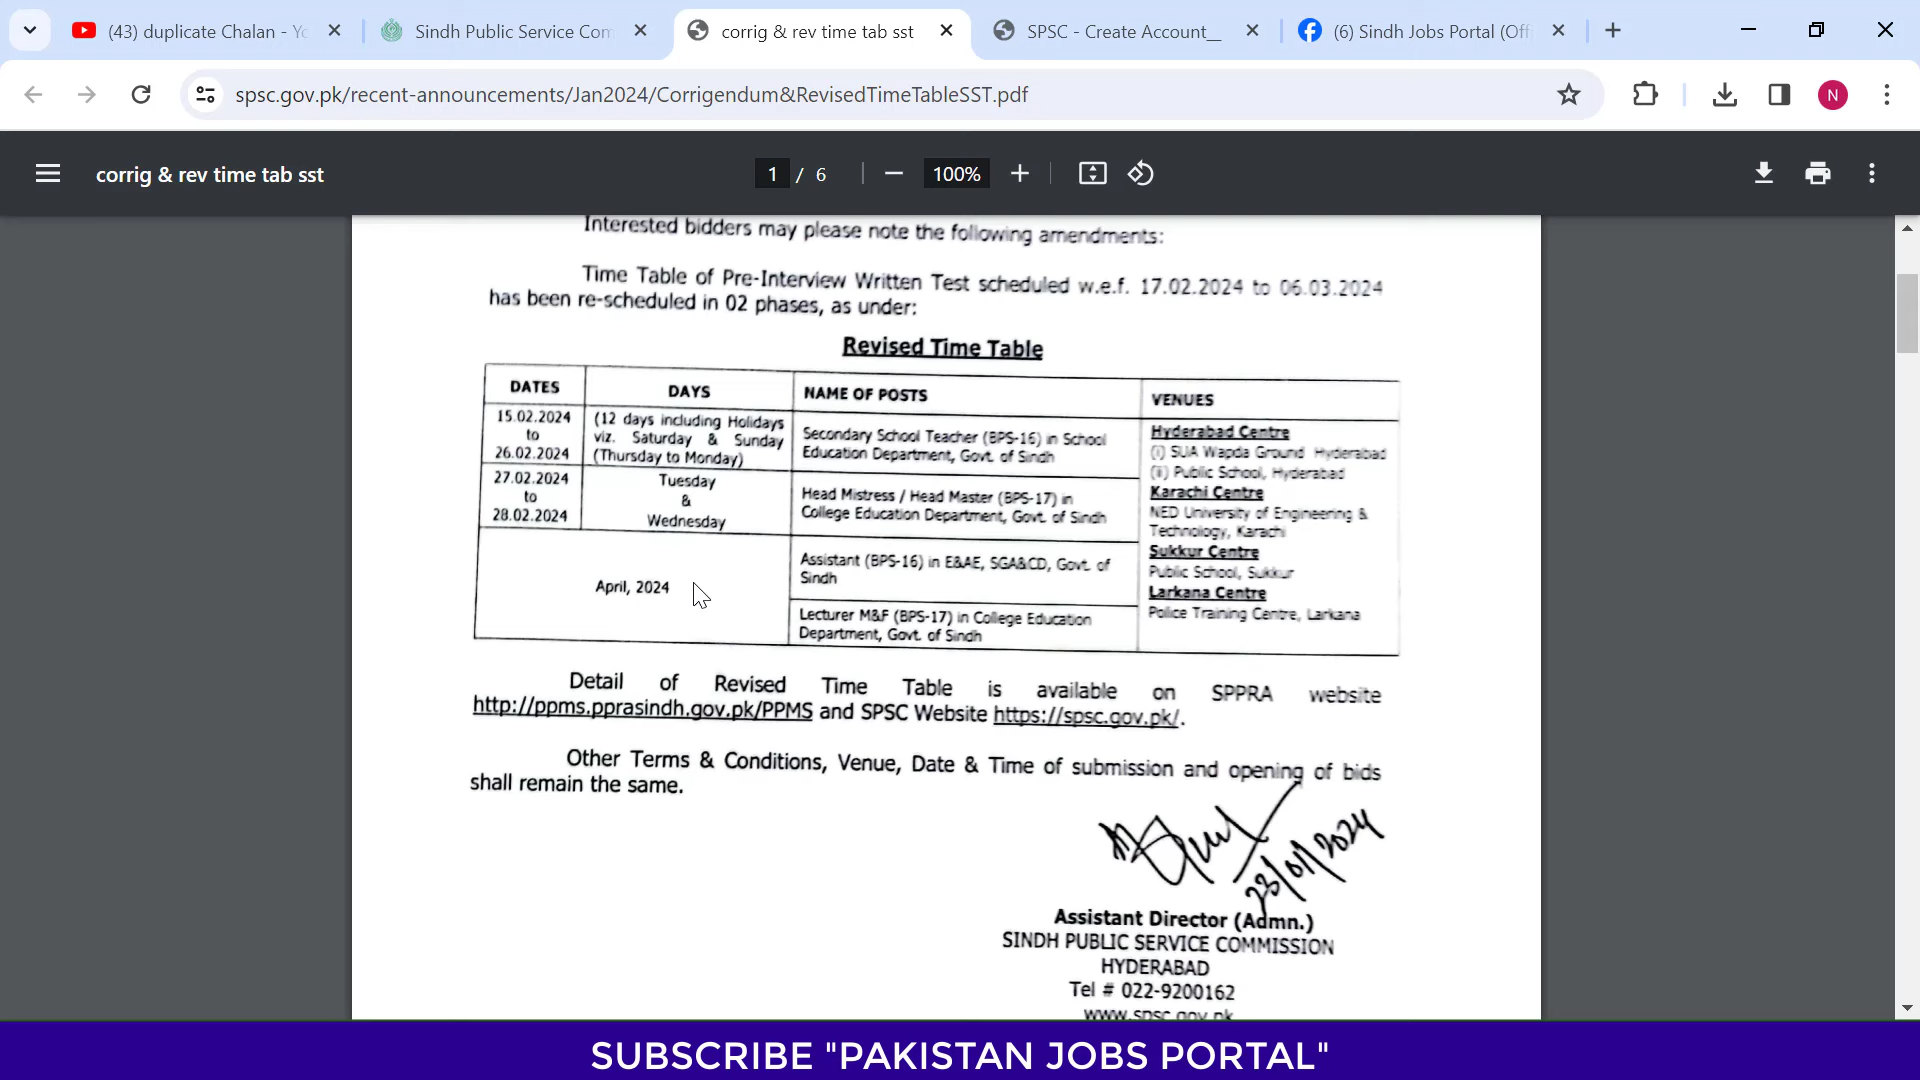 (43) duplicate Chalan - Yo
Sindh Public Service Com
corrig & rev time tab sst
SPSC - Create Account__
(6) Sindh Jobs Portal (Offi
spsc.gov.pk/recent-announcements/Jan2024/Corrigendum&RevisedTimeTableSST.pdf
N
corrig & rev time tab sst
1 / 6
100%
Interested bidders may please note the following amendments:
Time Table of Pre-Interview Written Test scheduled w.e.f. 17.02.2024 to 06.03.2024
has been re-scheduled in 02 phases, as under:
Revised Time Table
DATES
DAYS
NAME OF POSTS
VENUES
15.02.2024
to
26.02.2024
(12 days including Holidays
viz. Saturday & Sunday
(Thursday to Monday)
Secondary School Teacher (BPS-16) in School
Education Department, Govt. of Sindh
27.02.2024
to
28.02.2024
Tuesday
&
Wednesday
Head Mistress / Head Master (BPS-17) in
College Education Department, Govt. of Sindh
April, 2024
Assistant (BPS-16) in E&AE, SGA&CD, Govt. of
Sindh
Lecturer M&F (BPS-17) in College Education
Department, Govt. of Sindh
Hyderabad Centre
(i) SUA Wapda Ground Hyderabad
(ii) Public School, Hyderabad
Karachi Centre
NED University of Engineering &
Technology, Karachi
Sukkur Centre
Public School, Sukkur
Larkana Centre
Police Training Centre, Larkana
Detail of Revised Time Table is available on SPPRA website
http://ppms.pprasindh.gov.pk/PPMS and SPSC Website https://spsc.gov.pk/.
Other Terms & Conditions, Venue, Date & Time of submission and opening of bids
shall remain the same.
23/01/2024
Assistant Director (Admn.)
SINDH PUBLIC SERVICE COMMISSION
HYDERABAD
Tel # 022-9200162
www.spsc.gov.pk
SUBSCRIBE "PAKISTAN JOBS PORTAL"